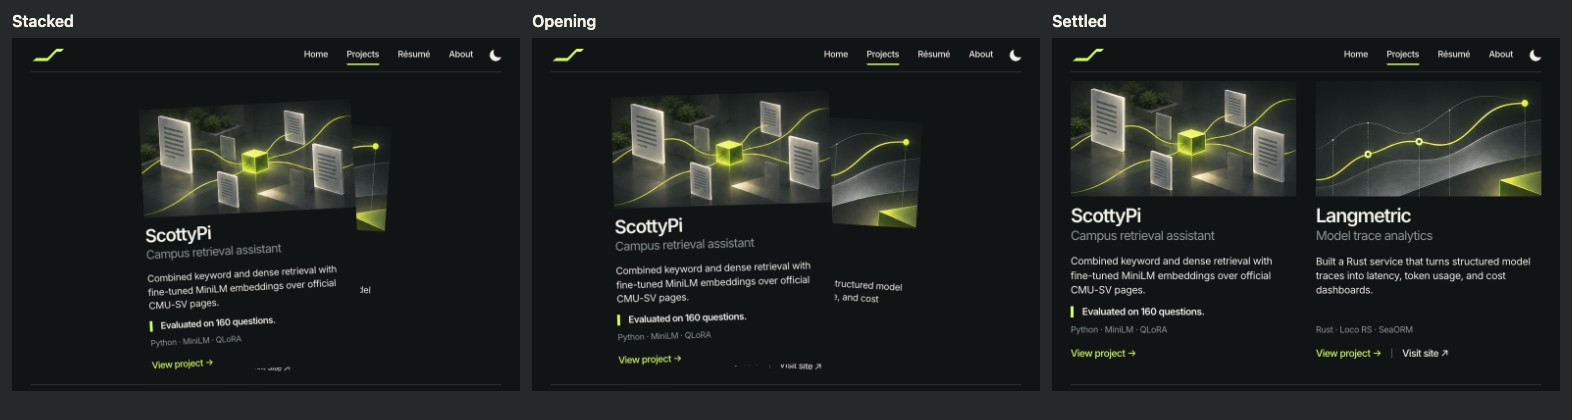 Stacked
Home Projects Résumé About
ScottyPi
Campus retrieval assistant
Combined keyword and dense retrieval with
fine-tuned MiniLM embeddings over official
CMU-SV pages.
Evaluated on 160 questions.
Python · MiniLM · QLoRA
View project →
Opening
Home Projects Résumé About
ScottyPi
Campus retrieval assistant
Combined keyword and dense retrieval with
fine-tuned MiniLM embeddings over official
CMU-SV pages.
Evaluated on 160 questions.
Python · MiniLM · QLoRA
View project →
tructured model
, and cost
Visit site ↗
Settled
Home Projects Résumé About
ScottyPi
Campus retrieval assistant
Combined keyword and dense retrieval with
fine-tuned MiniLM embeddings over official
CMU-SV pages.
Evaluated on 160 questions.
Python · MiniLM · QLoRA
View project →
Langmetric
Model trace analytics
Built a Rust service that turns structured model
traces into latency, token usage, and cost
dashboards.
Rust · Loco RS · SeaORM
View project → | Visit site ↗